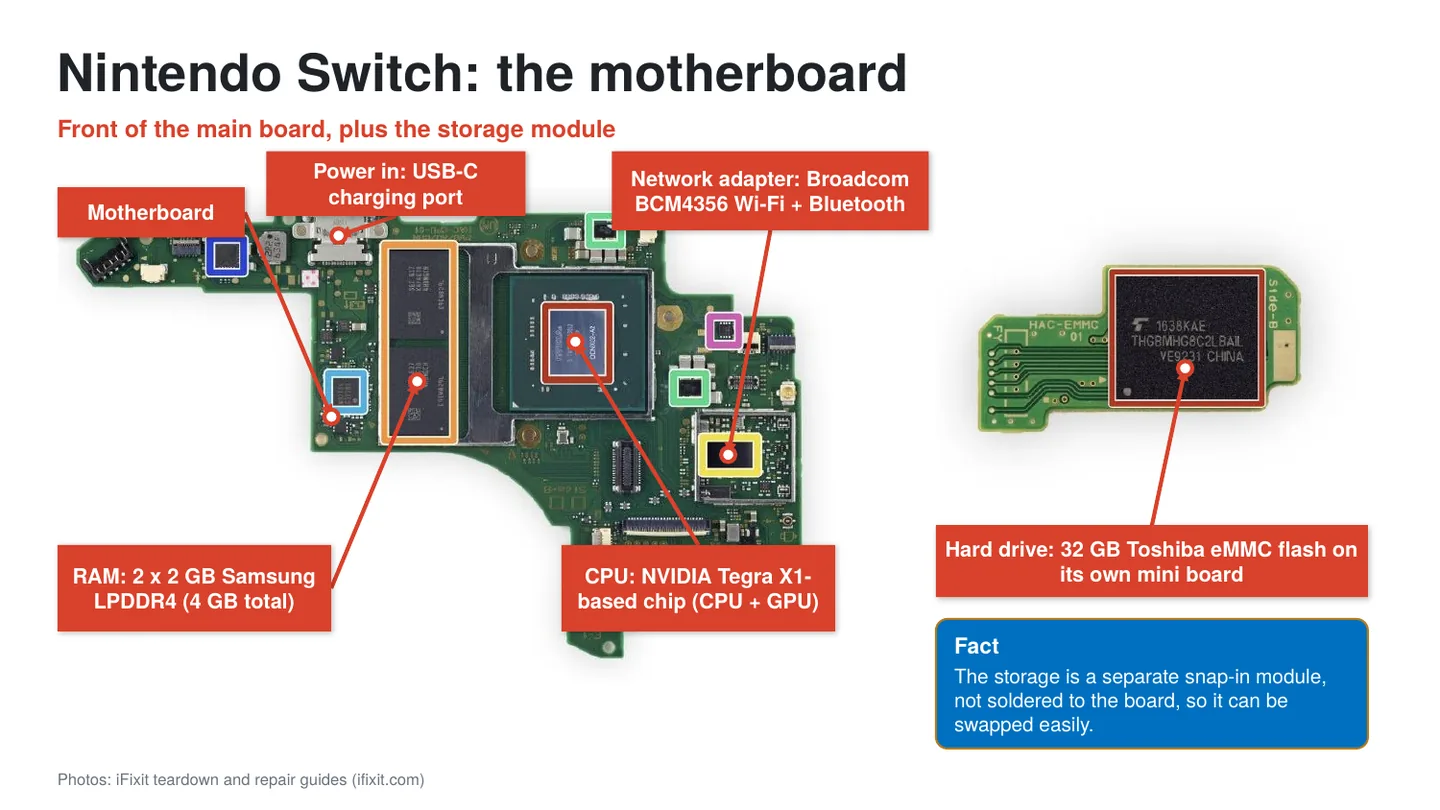 Nintendo Switch: the motherboard
Front of the main board, plus the storage module
Power in: USB-C
charging port
Network adapter: Broadcom
BCM4356 Wi-Fi + Bluetooth
Motherboard
HAC-EMMC
01
Side-B
1638KAE
THGBMHG8C2LBAIL
VE9231 CHINA
RAM: 2 x 2 GB Samsung
LPDDR4 (4 GB total)
CPU: NVIDIA Tegra X1-
based chip (CPU + GPU)
Hard drive: 32 GB Toshiba eMMC flash on
its own mini board
Fact
The storage is a separate snap-in module,
not soldered to the board, so it can be
swapped easily.
Photos: iFixit teardown and repair guides (ifixit.com)